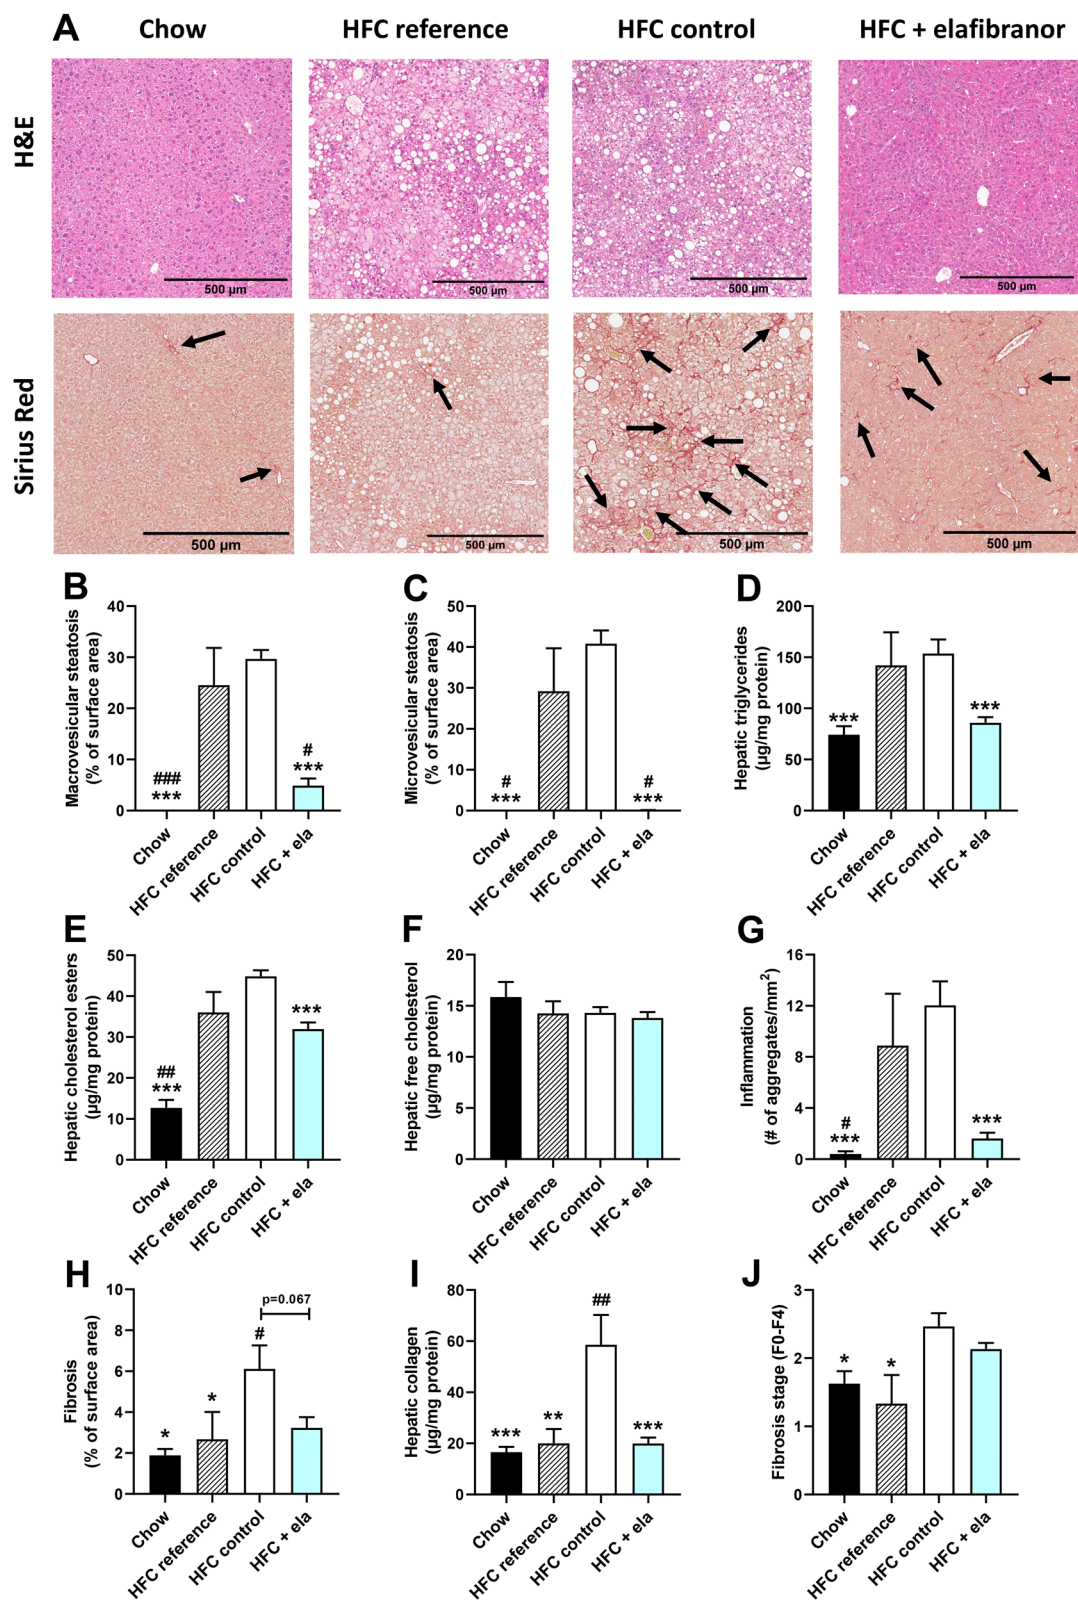 A
Chow
HFC reference
HFC control
HFC + elafibranor
H&E
500 µm
500 µm
500 µm
500 µm
Sirius Red
500 µm
500 µm
500 µm
500 µm
B
Macrovesicular steatosis
(% of surface area)
40
30
20
10
0
###
***
#
***
Chow
HFC reference
HFC control
HFC + ela
C
Microvesicular steatosis
(% of surface area)
50
40
30
20
10
0
#
***
#
***
Chow
HFC reference
HFC control
HFC + ela
D
Hepatic triglycerides
(µg/mg protein)
200
150
100
50
0
***
***
Chow
HFC reference
HFC control
HFC + ela
E
Hepatic cholesterol esters
(µg/mg protein)
50
40
30
20
10
0
##
***
***
Chow
HFC reference
HFC control
HFC + ela
F
Hepatic free cholesterol
(µg/mg protein)
20
15
10
5
0
Chow
HFC reference
HFC control
HFC + ela
G
Inflammation
(# of aggregates/mm²)
16
12
8
4
0
#
***
***
Chow
HFC reference
HFC control
HFC + ela
H
Fibrosis
(% of surface area)
10
8
6
4
2
0
*
*
#
p=0.067
Chow
HFC reference
HFC control
HFC + ela
I
Hepatic collagen
(µg/mg protein)
80
60
40
20
0
***
**
##
***
Chow
HFC reference
HFC control
HFC + ela
J
Fibrosis stage (F0-F4)
3
2
1
0
*
*
Chow
HFC reference
HFC control
HFC + ela